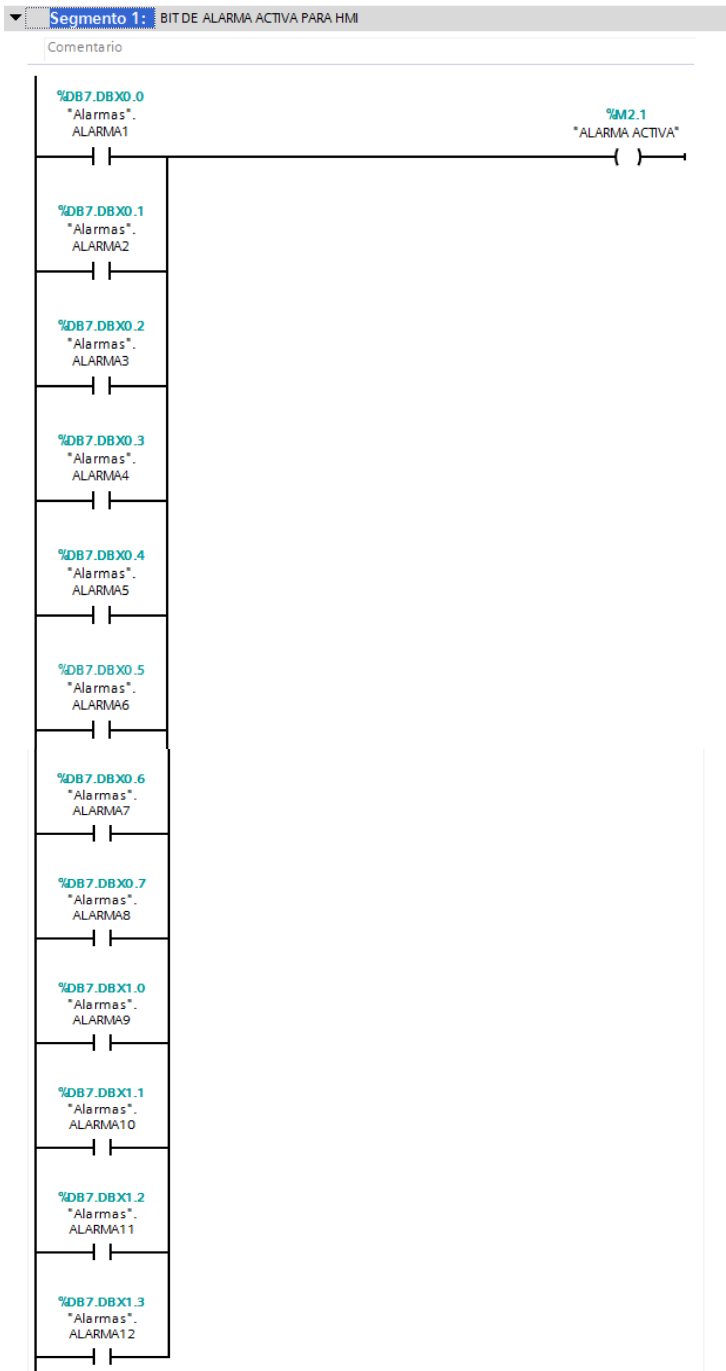 Segmento 1: BIT DE ALARMA ACTIVA PARA HMI
Comentario
%DB7.DBX0.0
"Alarmas".
ALARMA1
%M2.1
"ALARMA ACTIVA"
%DB7.DBX0.1
"Alarmas".
ALARMA2
%DB7.DBX0.2
"Alarmas".
ALARMA3
%DB7.DBX0.3
"Alarmas".
ALARMA4
%DB7.DBX0.4
"Alarmas".
ALARMA5
%DB7.DBX0.5
"Alarmas".
ALARMA6
%DB7.DBX0.6
"Alarmas".
ALARMA7
%DB7.DBX0.7
"Alarmas".
ALARMA8
%DB7.DBX1.0
"Alarmas".
ALARMA9
%DB7.DBX1.1
"Alarmas".
ALARMA10
%DB7.DBX1.2
"Alarmas".
ALARMA11
%DB7.DBX1.3
"Alarmas".
ALARMA12